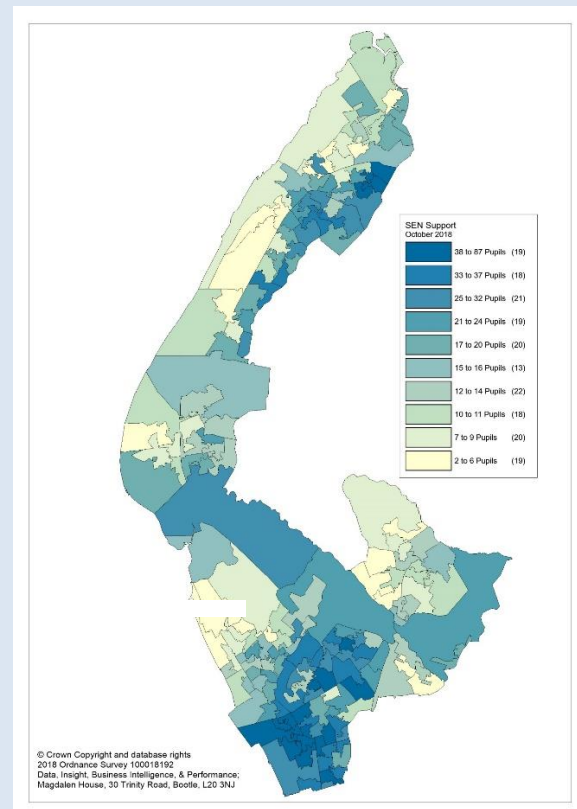 SEN Support
October 2018
38 to 87 Pupils (19)
33 to 37 Pupils (18)
25 to 32 Pupils (21)
21 to 24 Pupils (19)
17 to 20 Pupils (20)
15 to 16 Pupils (13)
12 to 14 Pupils (22)
10 to 11 Pupils (18)
7 to 9 Pupils (20)
2 to 6 Pupils (19)
© Crown Copyright and database rights
2018 Ordnance Survey 100018192
Data, Insight, Business Intelligence, & Performance;
Magdalen House, 30 Trinity Road, Bootle, L20 3NJ